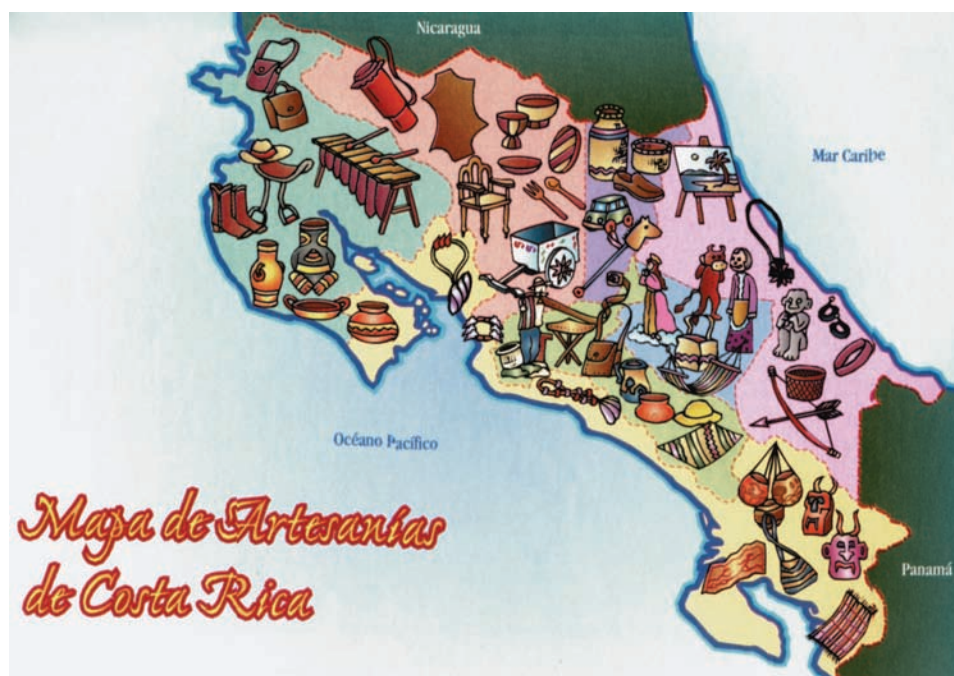 Nicaragua
Mar Caribe
Océano Pacífico
Mapa de Artesanías
de Costa Rica
Panamá